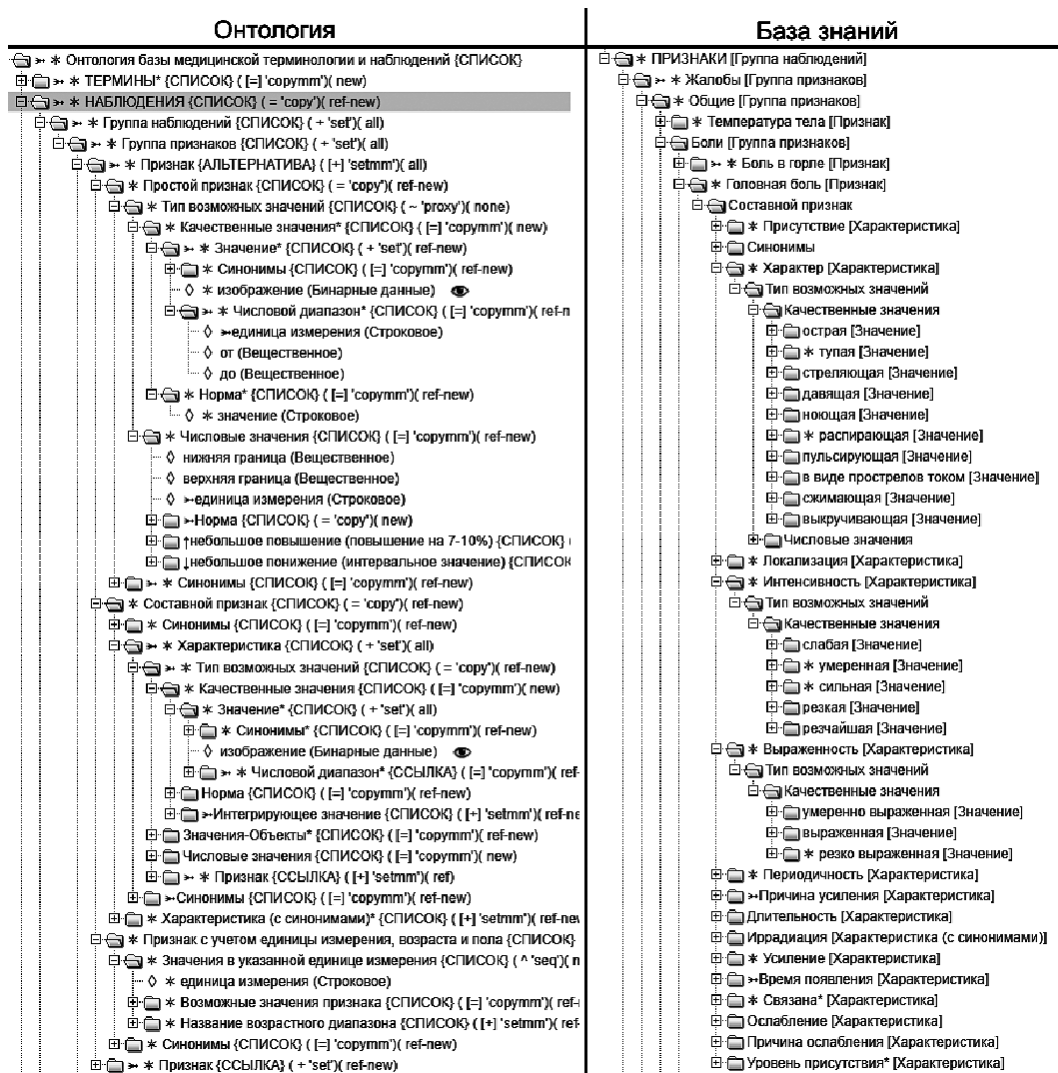 Онтология
* Онтология базы медицинской терминологии и наблюдений {СПИСОК}
* ТЕРМИНЫ* {СПИСОК} ( [=] 'copymm')( new)
* НАБЛЮДЕНИЯ {СПИСОК} ( = 'copy')( ref-new)
* Группа наблюдений {СПИСОК} ( + 'set')( all)
* Группа признаков {СПИСОК} ( + 'set')( all)
* Признак {АЛЬТЕРНАТИВА} ( [+] 'setmm')( all)
* Простой признак {СПИСОК} ( = 'copy')( ref-new)
* Тип возможных значений {СПИСОК} ( ~ 'proxy')( none)
* Качественные значения* {СПИСОК} ( [=] 'copymm')( new)
* Значение* {СПИСОК} ( + 'set')( ref-new)
* Синонимы {СПИСОК} ( [=] 'copymm')( ref-new)
* изображение (Бинарные данные)
* Числовой диапазон* {СПИСОК} ( [=] 'copymm')( ref-n
единица измерения (Строковое)
от (Вещественное)
до (Вещественное)
* Норма* {СПИСОК} ( [=] 'copymm')( ref-new)
* значение (Строковое)
* Числовые значения {СПИСОК} ( [=] 'copymm')( ref-new)
нижняя граница (Вещественное)
верхняя граница (Вещественное)
единица измерения (Строковое)
Норма {СПИСОК} ( = 'copy')( new)
↑небольшое повышение (повышение на 7-10%) {СПИСОК} (
↓небольшое понижение (интервальное значение) {СПИСОК
* Синонимы {СПИСОК} ( [=] 'copymm')( ref-new)
* Составной признак {СПИСОК} ( = 'copy')( ref-new)
* Синонимы {СПИСОК} ( [=] 'copymm')( ref-new)
* Характеристика {СПИСОК} ( + 'set')( all)
* Тип возможных значений {СПИСОК} ( = 'copy')( ref-new)
* Качественные значения {СПИСОК} ( [=] 'copymm')( new)
* Значение* {СПИСОК} ( + 'set')( all)
* Синонимы* {СПИСОК} ( [=] 'copymm')( ref-new)
изображение (Бинарные данные)
* Числовой диапазон* {ССЫЛКА} ( [=] 'copymm')( ref-
Норма {СПИСОК} ( [=] 'copymm')( ref-new)
Интегрирующее значение {СПИСОК} ( [+] 'setmm')( ref-ne
Значения-Объекты* {СПИСОК} ( [=] 'copymm')( ref-new)
Числовые значения {СПИСОК} ( [=] 'copymm')( new)
* Признак {ССЫЛКА} ( [+] 'setmm')( ref)
Синонимы {СПИСОК} ( [=] 'copymm')( ref-new)
* Характеристика (с синонимами)* {СПИСОК} ( [+] 'setmm')( ref-new
* Признак с учетом единицы измерения, возраста и пола {СПИСОК}
* Значения в указанной единице измерения {СПИСОК} ( ^ 'seq')( n
* единица измерения (Строковое)
* Возможные значения признака {СПИСОК} ( [=] 'copymm')( ref-
* Название возрастного диапазона {СПИСОК} ( [+] 'setmm')( ref-
* Синонимы {СПИСОК} ( [=] 'copymm')( ref-new)
* Признак {ССЫЛКА} ( + 'set')( ref-new)
База знаний
* ПРИЗНАКИ [Группа наблюдений]
* Жалобы [Группа признаков]
* Общие [Группа признаков]
* Температура тела [Признак]
Боли [Группа признаков]
* Боль в горле [Признак]
* Головная боль [Признак]
Составной признак
* Присутствие [Характеристика]
Синонимы
* Характер [Характеристика]
Тип возможных значений
Качественные значения
острая [Значение]
* тупая [Значение]
стреляющая [Значение]
давящая [Значение]
ноющая [Значение]
* распирающая [Значение]
пульсирующая [Значение]
в виде прострелов током [Значение]
сжимающая [Значение]
выкручивающая [Значение]
Числовые значения
* Локализация [Характеристика]
* Интенсивность [Характеристика]
Тип возможных значений
Качественные значения
слабая [Значение]
* умеренная [Значение]
* сильная [Значение]
резкая [Значение]
резчайшая [Значение]
* Выраженность [Характеристика]
Тип возможных значений
Качественные значения
умеренно выраженная [Значение]
выраженная [Значение]
* резко выраженная [Значение]
* Периодичность [Характеристика]
Причина усиления [Характеристика]
Длительность [Характеристика]
Иррадиация [Характеристика (с синонимами)]
* Усиление [Характеристика]
Время появления [Характеристика]
* Связана* [Характеристика]
Ослабление [Характеристика]
Причина ослабления [Характеристика]
Уровень присутствия* [Характеристика]